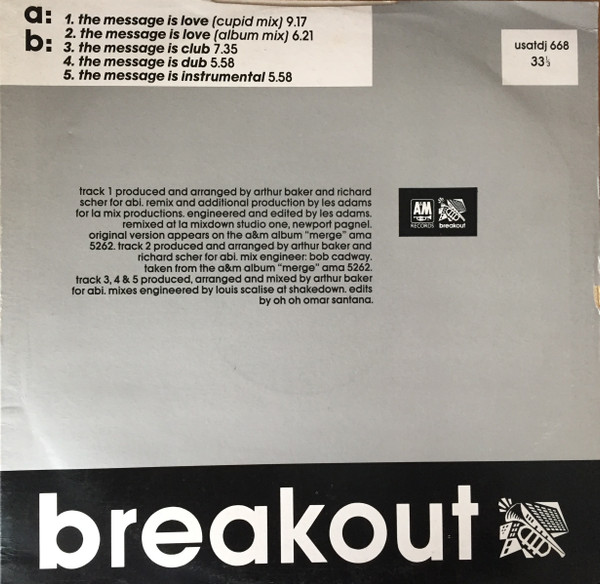 a: 1. the message is love (cupid mix) 9.17
2. the message is love (album mix) 6.21
b: 3. the message is club 7.35
4. the message is dub 5.58
5. the message is instrumental 5.58
usatdj 668
33⅓
track 1 produced and arranged by arthur baker and richard
scher for abi. remix and additional production by les adams
for la mix productions. engineered and edited by les adams.
remixed at la mixdown studio one, newport pagnel.
original version appears on the a&m album "merge" ama
5262. track 2 produced and arranged by arthur baker and
richard scher for abi. mix engineer: bob cadway.
taken from the a&m album "merge" ama 5262.
track 3, 4 & 5 produced, arranged and mixed by arthur baker
for abi. mixes engineered by louis scalise at shakedown. edits
by oh oh omar santana.
A&M
RECORDS breakout
breakout